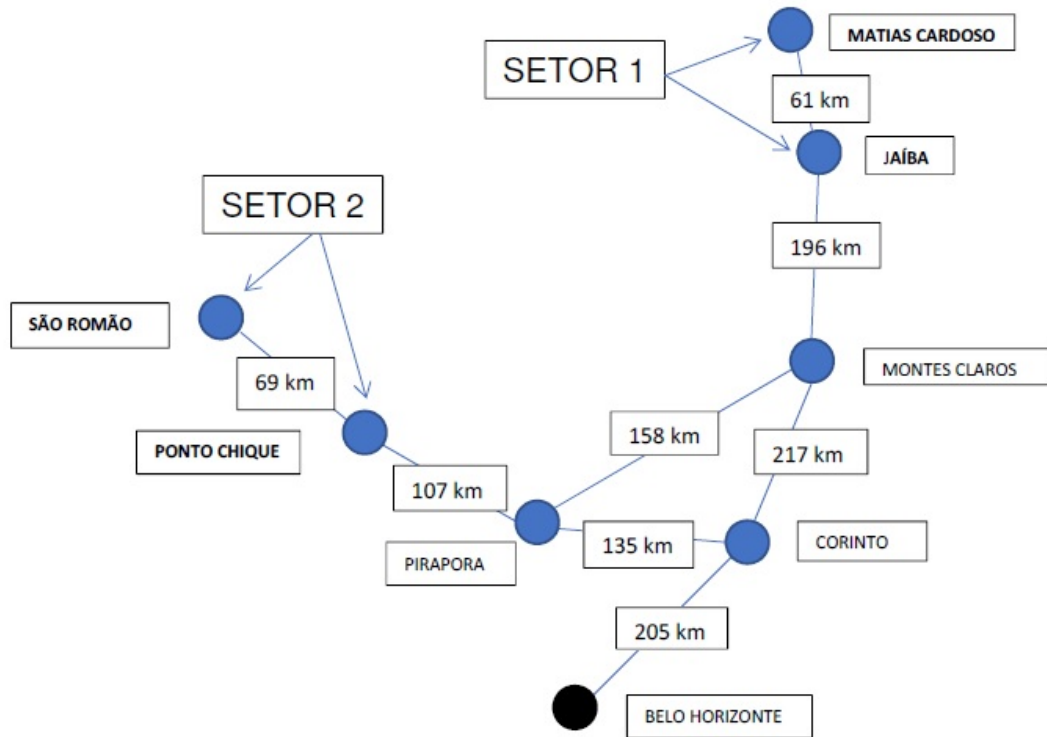 MATIAS CARDOSO
SETOR 1
61 km
JAÍBA
SETOR 2
196 km
SÃO ROMÃO
69 km
MONTES CLAROS
158 km
PONTO CHIQUE
217 km
107 km
PIRAPORA
135 km
CORINTO
205 km
BELO HORIZONTE